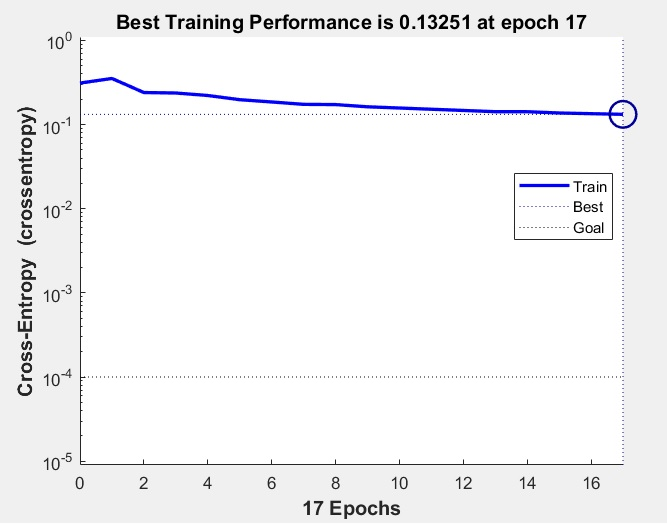 Best Training Performance is 0.13251 at epoch 17
10^0
10^-1
10^-2
10^-3
10^-4
10^-5
Cross-Entropy (crossentropy)
Train
Best
Goal
0 2 4 6 8 10 12 14 16
17 Epochs